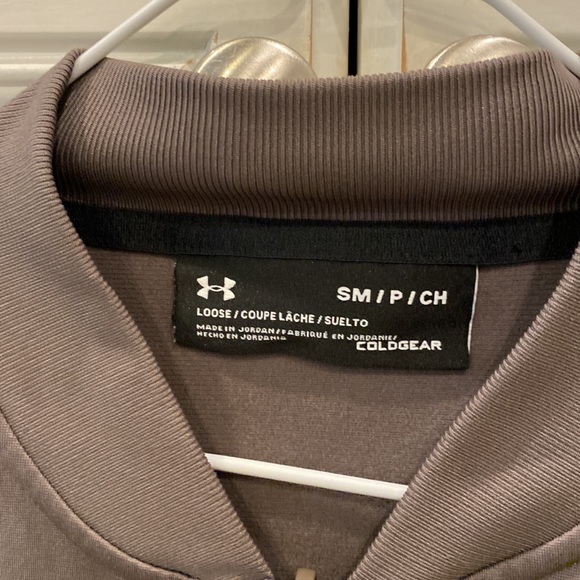 SM / P / CH
LOOSE / COUPE LÂCHE / SUELTO
MADE IN JORDAN / FABRIQUÉ EN JORDANIE /
HECHO EN JORDANIA
COLDGEAR